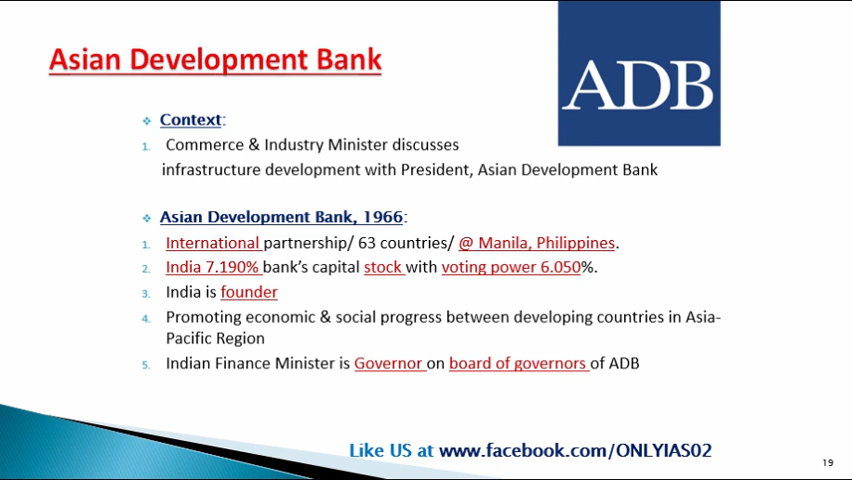 Asian Development Bank
ADB
❖ Context:
1. Commerce & Industry Minister discusses
infrastructure development with President, Asian Development Bank
❖ Asian Development Bank, 1966:
1. International partnership/ 63 countries/ @ Manila, Philippines.
2. India 7.190% bank's capital stock with voting power 6.050%.
3. India is founder
4. Promoting economic & social progress between developing countries in Asia-
Pacific Region
5. Indian Finance Minister is Governor on board of governors of ADB
Like US at www.facebook.com/ONLYIAS02
19